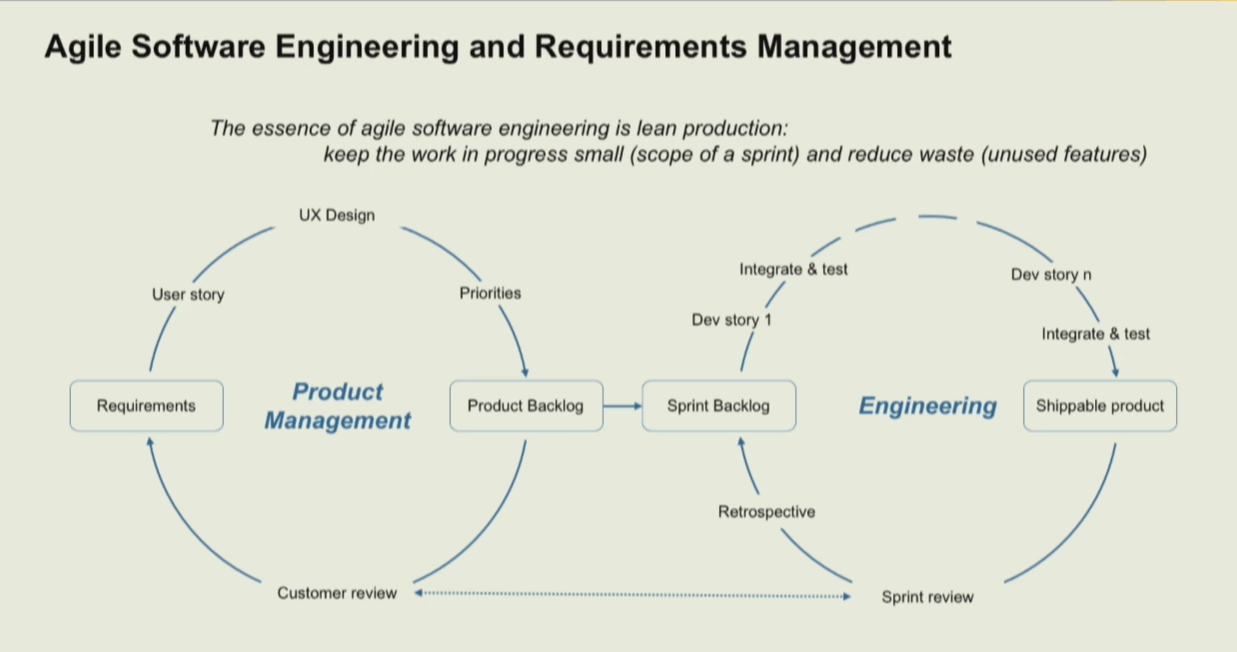 Agile Software Engineering and Requirements Management
The essence of agile software engineering is lean production:
keep the work in progress small (scope of a sprint) and reduce waste (unused features)
UX Design
User story
Priorities
Requirements
Product
Management
Product Backlog
Customer review
Integrate & test
Dev story 1
Dev story n
Integrate & test
Sprint Backlog
Engineering
Shippable product
Retrospective
Sprint review